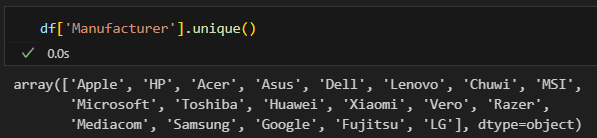 df['Manufacturer'].unique()
✓ 0.0s
array(['Apple', 'HP', 'Acer', 'Asus', 'Dell', 'Lenovo', 'Chuwi', 'MSI',
'Microsoft', 'Toshiba', 'Huawei', 'Xiaomi', 'Vero', 'Razer',
'Mediacom', 'Samsung', 'Google', 'Fujitsu', 'LG'], dtype=object)